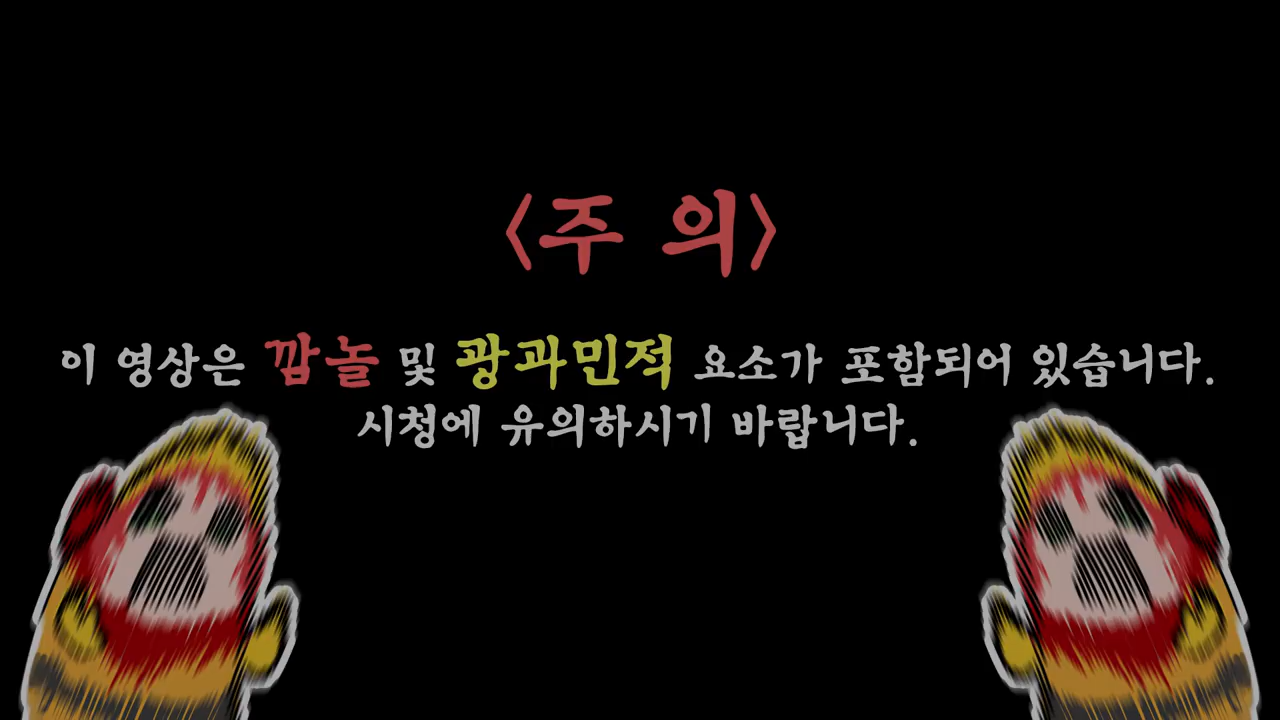 〈주 의〉
이 영상은 깜놀 및 광과민적 요소가 포함되어 있습니다.
시청에 유의하시기 바랍니다.